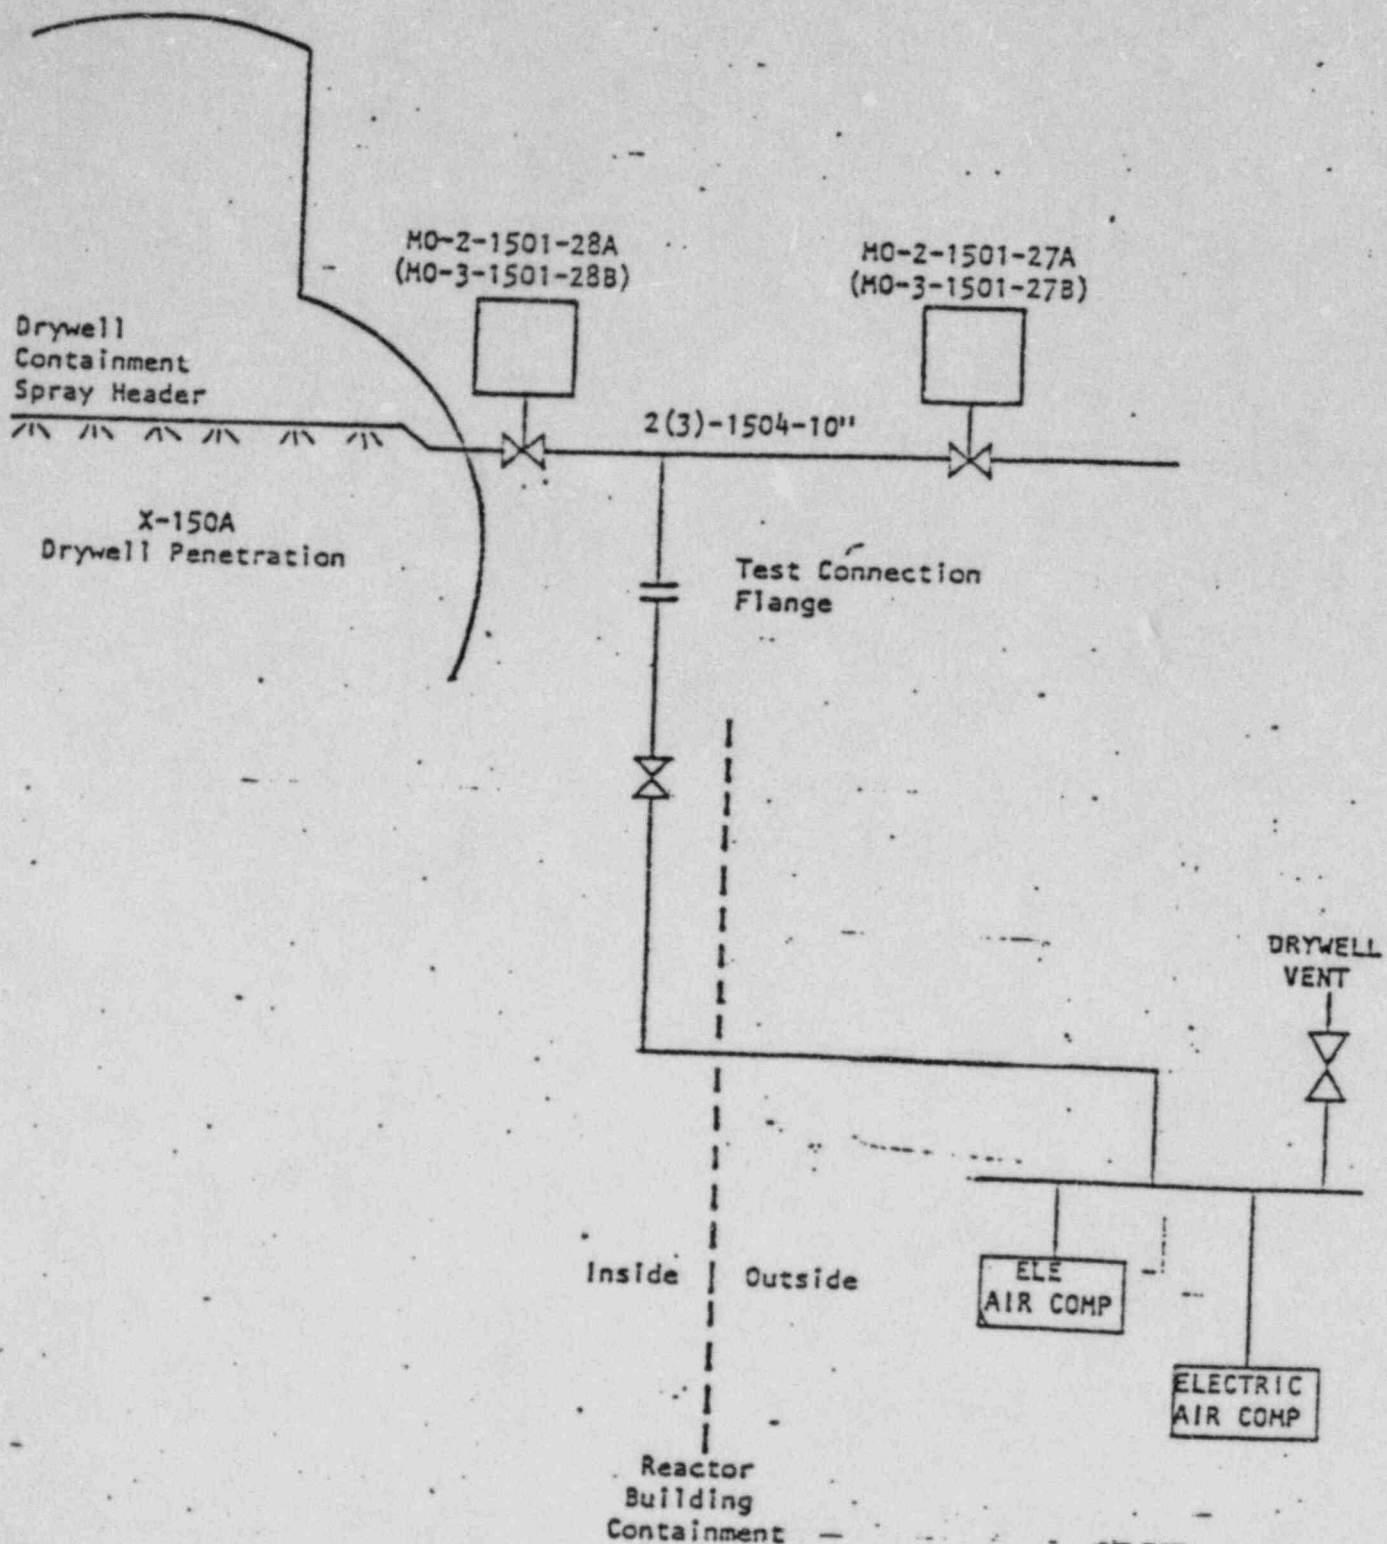 MO-2-1501-28A
(MO-3-1501-28B)
MO-2-1501-27A
(MO-3-1501-27B)
Drywell
Containment
Spray Header
2(3)-1504-10"
X-150A
Drywell Penetration
Test Connection
Flange
DRYWELL
VENT
Inside
Outside
ELE
AIR COMP
ELECTRIC
AIR COMP
Reactor
Building
Containment